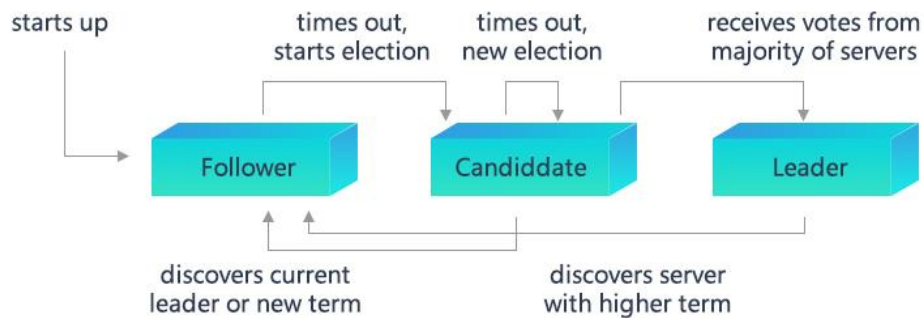 starts up
times out,
starts election
times out,
new election
receives votes from
majority of servers
Follower
Candiddate
Leader
discovers current
leader or new term
discovers server
with higher term